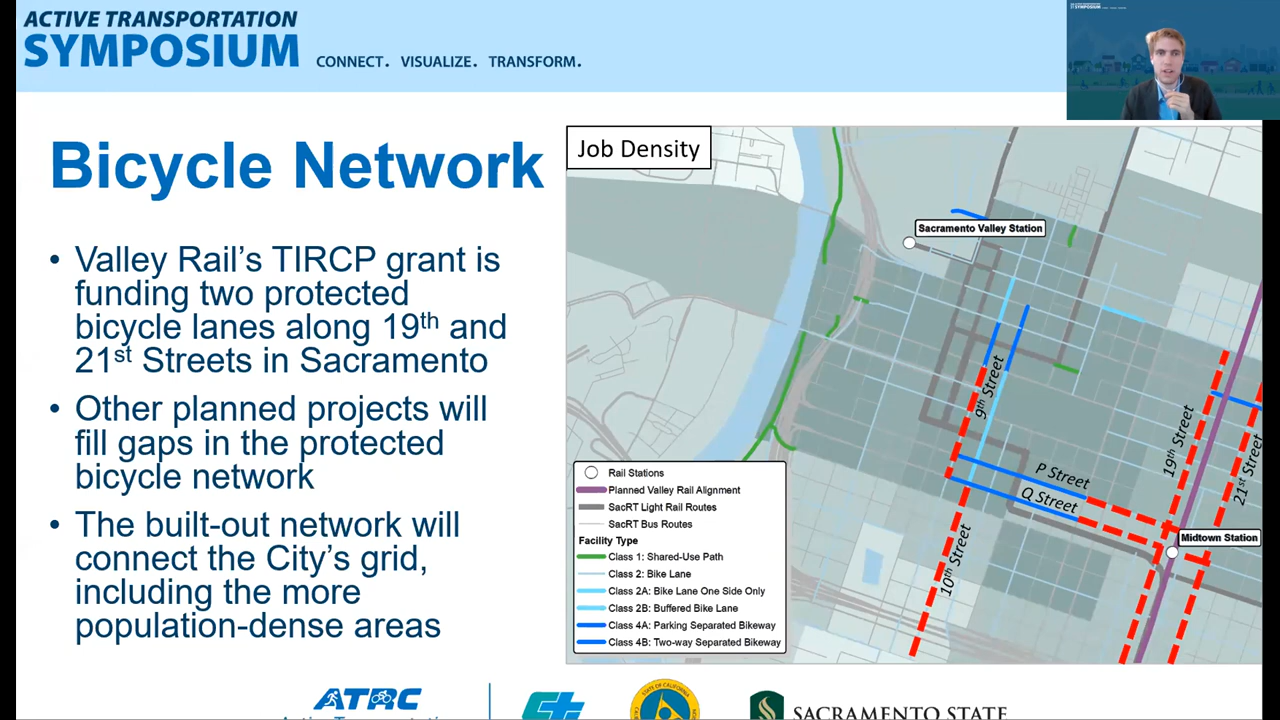 ACTIVE TRANSPORTATION
SYMPOSIUM CONNECT. VISUALIZE. TRANSFORM.
Bicycle Network
• Valley Rail's TIRCP grant is
funding two protected
bicycle lanes along 19th and
21st Streets in Sacramento
• Other planned projects will
fill gaps in the protected
bicycle network
• The built-out network will
connect the City's grid,
including the more
population-dense areas
Job Density
Sacramento Valley Station
9th Street
19th Street
21st Street
P Street
Q Street
10th Street
Midtown Station
Rail Stations
Planned Valley Rail Alignment
SacRT Light Rail Routes
SacRT Bus Routes
Facility Type
Class 1: Shared-Use Path
Class 2: Bike Lane
Class 2A: Bike Lane One Side Only
Class 2B: Buffered Bike Lane
Class 4A: Parking Separated Bikeway
Class 4B: Two-way Separated Bikeway
ATRC
SACRAMENTO STATE